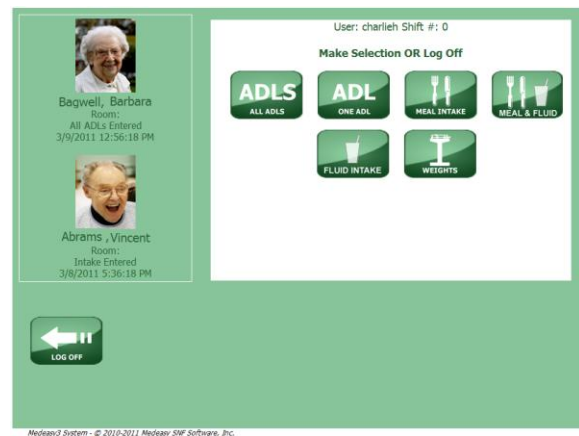 Bagwell, Barbara
Room:
All ADLs Entered
3/9/2011 12:56:18 PM
Abrams ,Vincent
Room:
Intake Entered
3/8/2011 5:36:18 PM
User: charlieh Shift #: 0
Make Selection OR Log Off
ADLS
ALL ADLS
ADL
ONE ADL
MEAL INTAKE
MEAL & FLUID
FLUID INTAKE
WEIGHTS
LOG OFF
Medeasy3 System - © 2010-2011 Medeasy SNF Software, Inc.